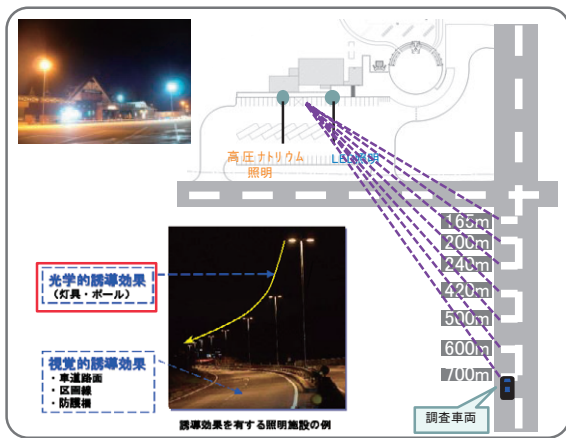 高圧ナトリウム
照明
LED照明
165m
200m
240m
420m
500m
600m
700m
調査車両
光学的誘導効果
(灯具・ポール)
視覚的誘導効果
・車道路面
・区画線
・防護柵
誘導効果を有する照明施設の例